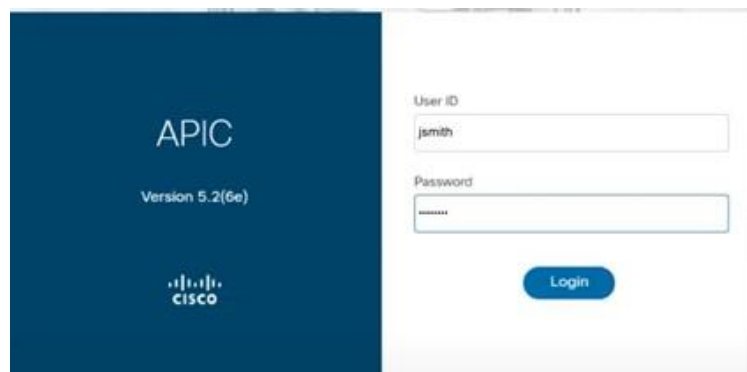 APIC
Version 5.2(6e)
CISCO
User ID
jsmith
Password
........
Login